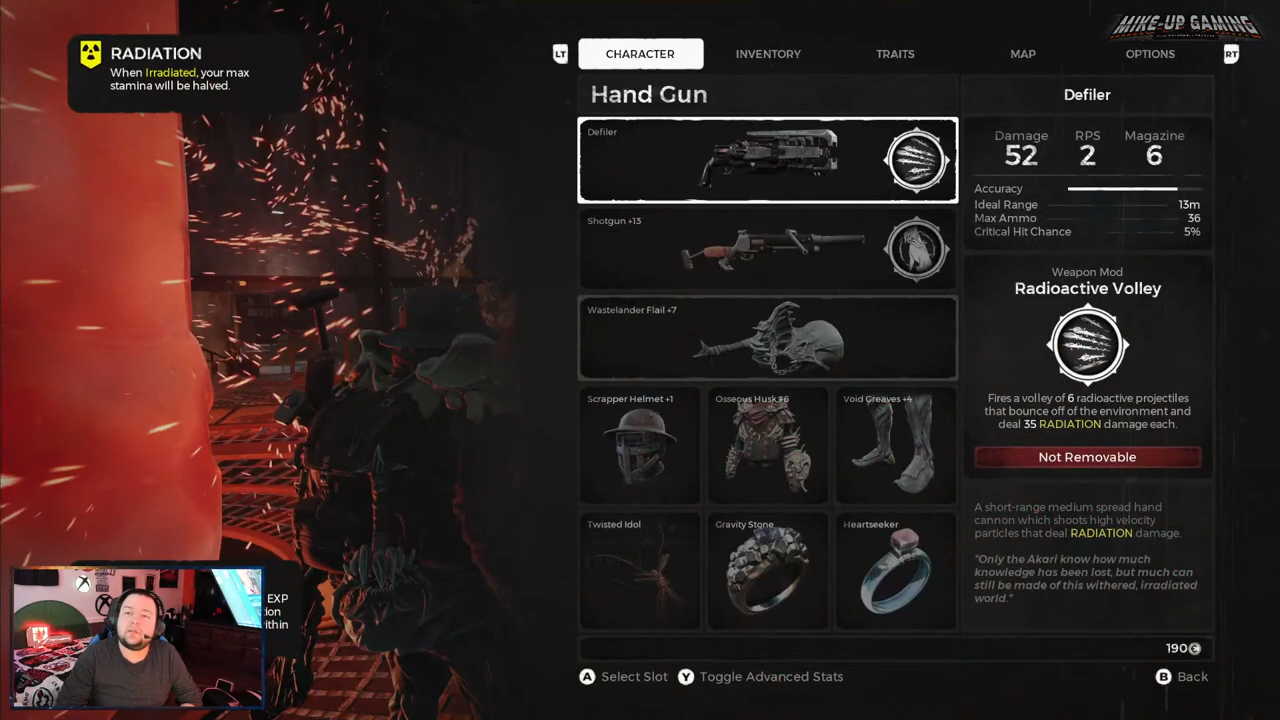 MIKE-UP GAMING
RADIATION
When Irradiated, your max
stamina will be halved.
LT
CHARACTER
INVENTORY
TRAITS
MAP
OPTIONS
RT
Hand Gun
Defiler
Shotgun +13
Wastelander Flail +7
Scrapper Helmet +1
Osseous Husk +6
Void Greaves +4
Twisted Idol
Gravity Stone
Heartseeker
Defiler
Damage
RPS
Magazine
52
2
6
Accuracy
Ideal Range 13m
Max Ammo 36
Critical Hit Chance 5%
Weapon Mod
Radioactive Volley
Fires a volley of 6 radioactive projectiles
that bounce off of the environment and
deal 35 RADIATION damage each.
Not Removable
A short-range medium spread hand
cannon which shoots high velocity
particles that deal RADIATION damage.
"Only the Akari know how much
knowledge has been lost, but much can
still be made of this withered, irradiated
world."
EXP
ion
ithin
190
A Select Slot
Y Toggle Advanced Stats
B Back